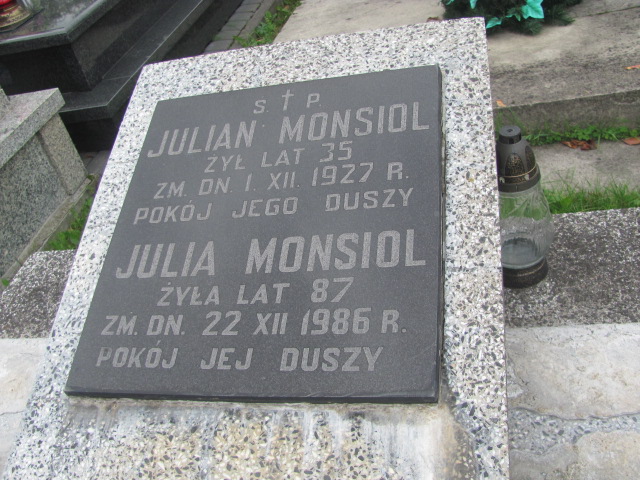 S † P
JULIAN MONSIOL
ŻYŁ LAT 35
ZM. DN. 1. XII. 1927 R.
POKÓJ JEGO DUSZY
JULIA MONSIOL
ŻYŁA LAT 87
ZM. DN. 22 XII 1986 R.
POKÓJ JEJ DUSZY